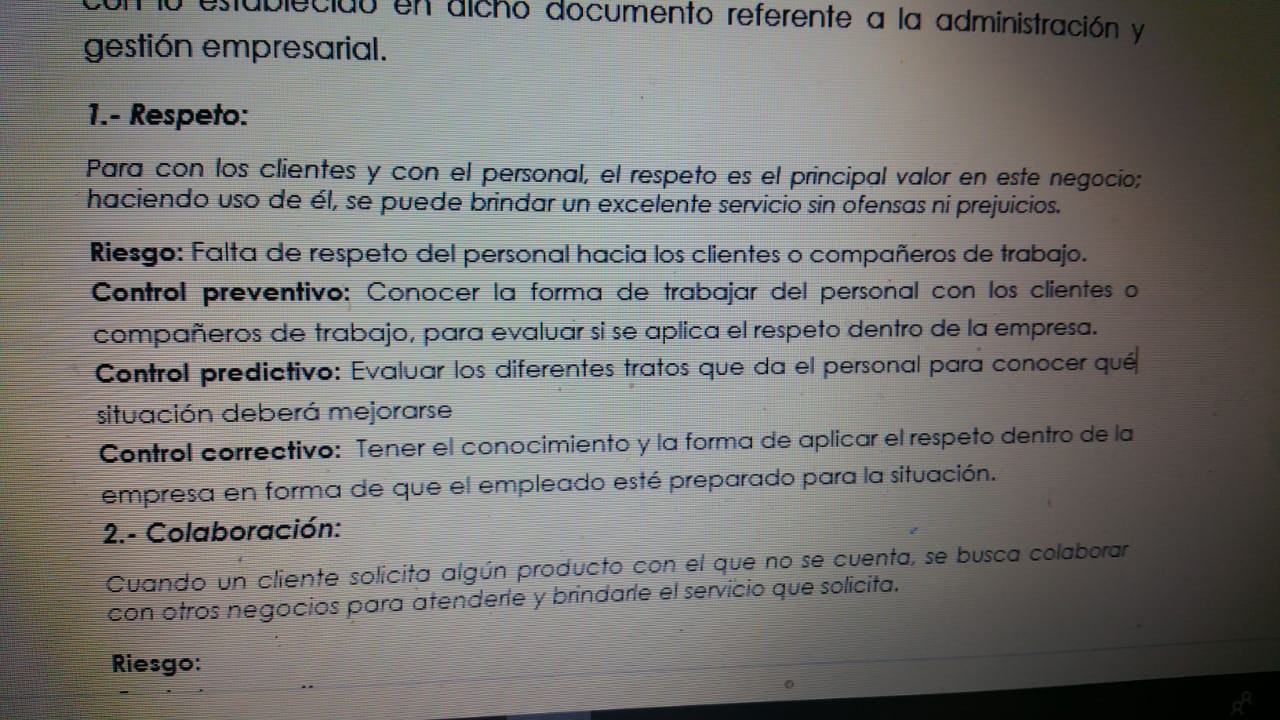 con lo establecido en dicho documento referente a la administración y
gestión empresarial.
1.- Respeto:
Para con los clientes y con el personal, el respeto es el principal valor en este negocio;
haciendo uso de él, se puede brindar un excelente servicio sin ofensas ni prejuicios.
Riesgo: Falta de respeto del personal hacia los clientes o compañeros de trabajo.
Control preventivo: Conocer la forma de trabajar del personal con los clientes o
compañeros de trabajo, para evaluar si se aplica el respeto dentro de la empresa.
Control predictivo: Evaluar los diferentes tratos que da el personal para conocer qué
situación deberá mejorarse
Control correctivo: Tener el conocimiento y la forma de aplicar el respeto dentro de la
empresa en forma de que el empleado esté preparado para la situación.
2.- Colaboración:
Cuando un cliente solicita algún producto con el que no se cuenta, se busca colaborar
con otros negocios para atenderle y brindarle el servicio que solicita.
Riesgo: